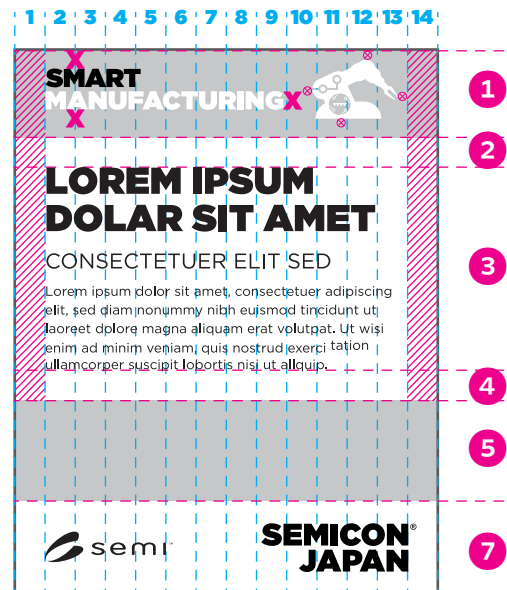 1 2 3 4 5 6 7 8 9 10 11 12 13 14
X
SMART
MANUFACTURING X
X
1
2
LOREM IPSUM
DOLAR SIT AMET
CONSECTETUER ELIT SED
Lorem ipsum dolor sit amet, consectetuer adipiscing
elit, sed diam nonummy nibh euismod tincidunt ut
laoreet dolore magna aliquam erat volutpat. Ut wisi
enim ad minim veniam, quis nostrud exerci tation
ullamcorper suscipit lobortis nisi ut aliquip.
3
4
5
semi™
SEMICON®
JAPAN
7